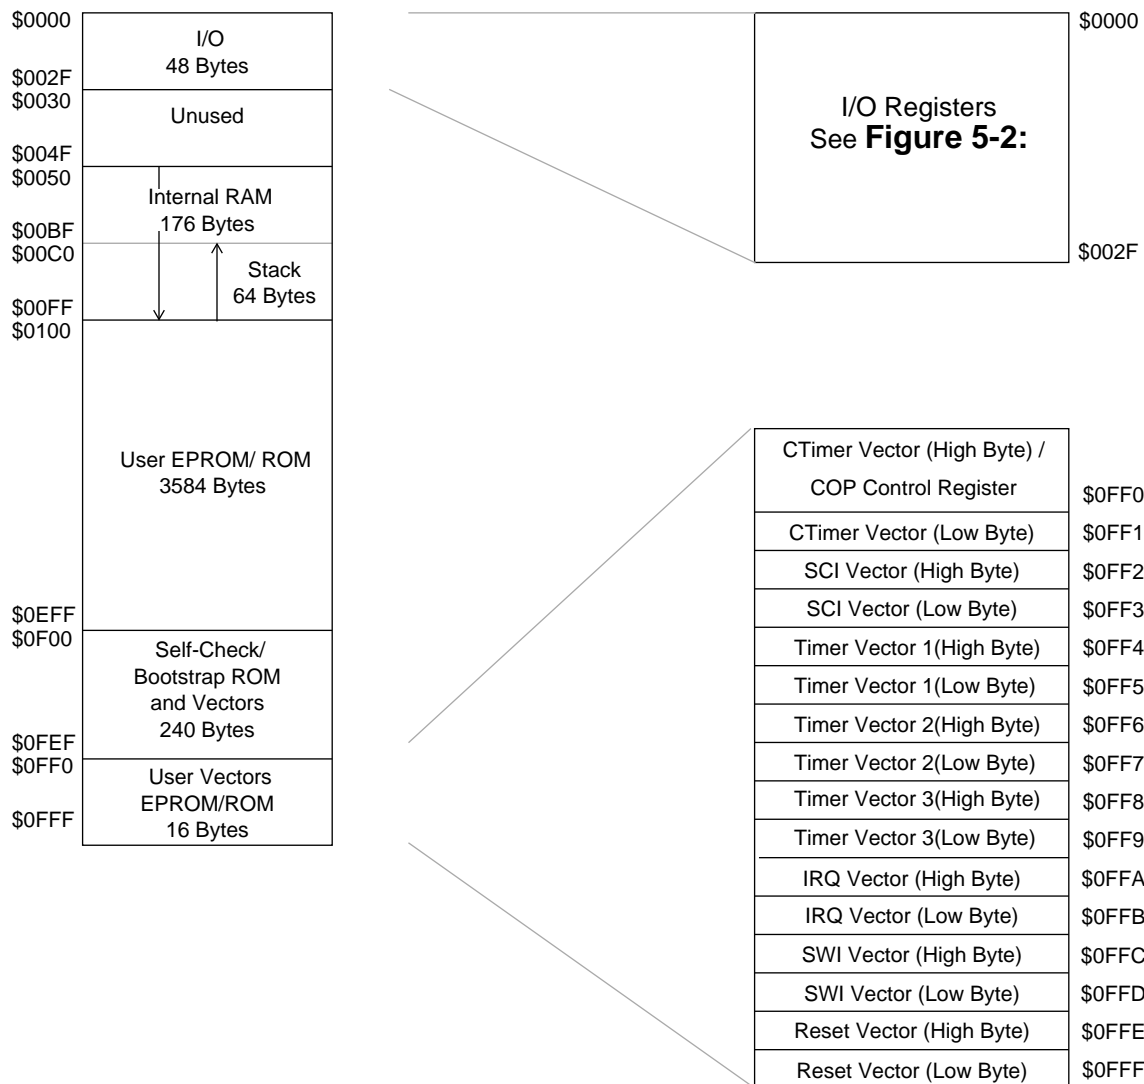 $0000
I/O
48 Bytes
$002F
$0030
Unused
$004F
$0050
Internal RAM
176 Bytes
$00BF
$00C0
Stack
64 Bytes
$00FF
$0100
User EPROM/ ROM
3584 Bytes
$0EFF
$0F00
Self-Check/
Bootstrap ROM
and Vectors
240 Bytes
$0FEF
$0FF0
User Vectors
EPROM/ROM
$0FFF
16 Bytes
$0000
I/O Registers
See Figure 5-2:
$002F
CTimer Vector (High Byte) /
COP Control Register $0FF0
CTimer Vector (Low Byte) $0FF1
SCI Vector (High Byte) $0FF2
SCI Vector (Low Byte) $0FF3
Timer Vector 1(High Byte) $0FF4
Timer Vector 1(Low Byte) $0FF5
Timer Vector 2(High Byte) $0FF6
Timer Vector 2(Low Byte) $0FF7
Timer Vector 3(High Byte) $0FF8
Timer Vector 3(Low Byte) $0FF9
IRQ Vector (High Byte) $0FFA
IRQ Vector (Low Byte) $0FFB
SWI Vector (High Byte) $0FFC
SWI Vector (Low Byte) $0FFD
Reset Vector (High Byte) $0FFE
Reset Vector (Low Byte) $0FFF